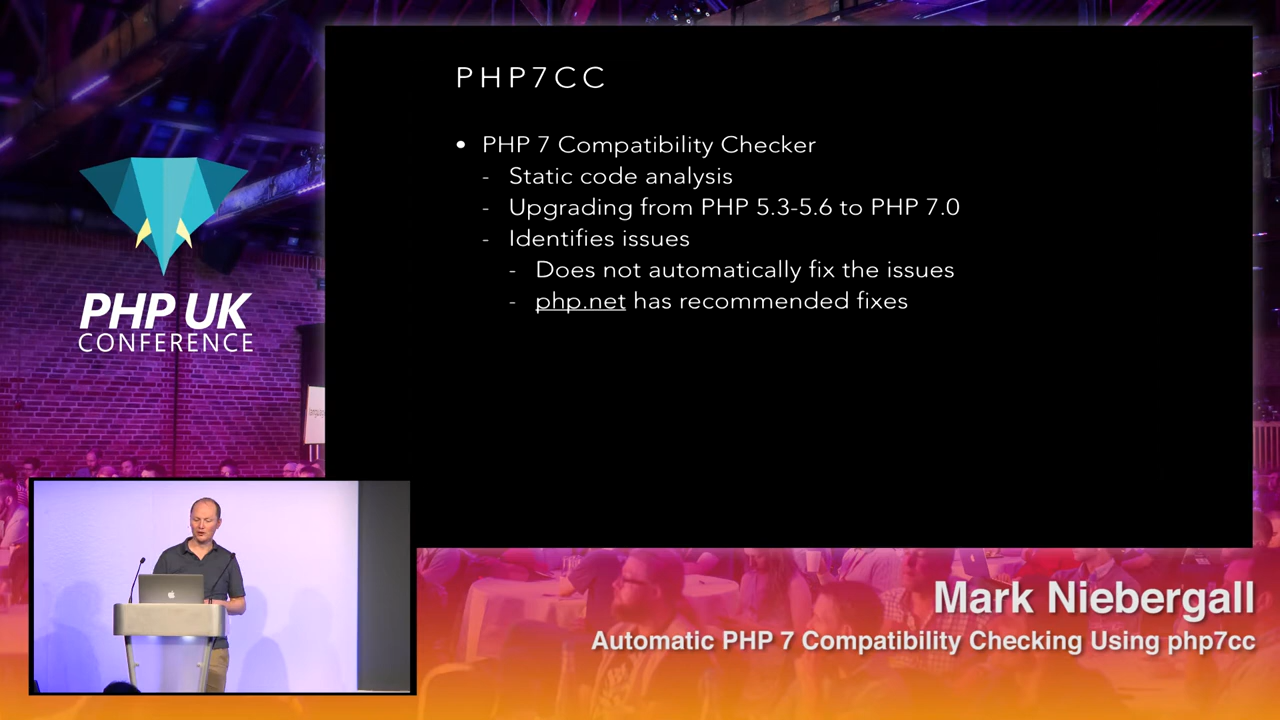 PHP7CC
• PHP 7 Compatibility Checker
- Static code analysis
- Upgrading from PHP 5.3-5.6 to PHP 7.0
- Identifies issues
- Does not automatically fix the issues
- php.net has recommended fixes
PHP UK
CONFERENCE
Mark Niebergall
Automatic PHP 7 Compatibility Checking Using php7cc